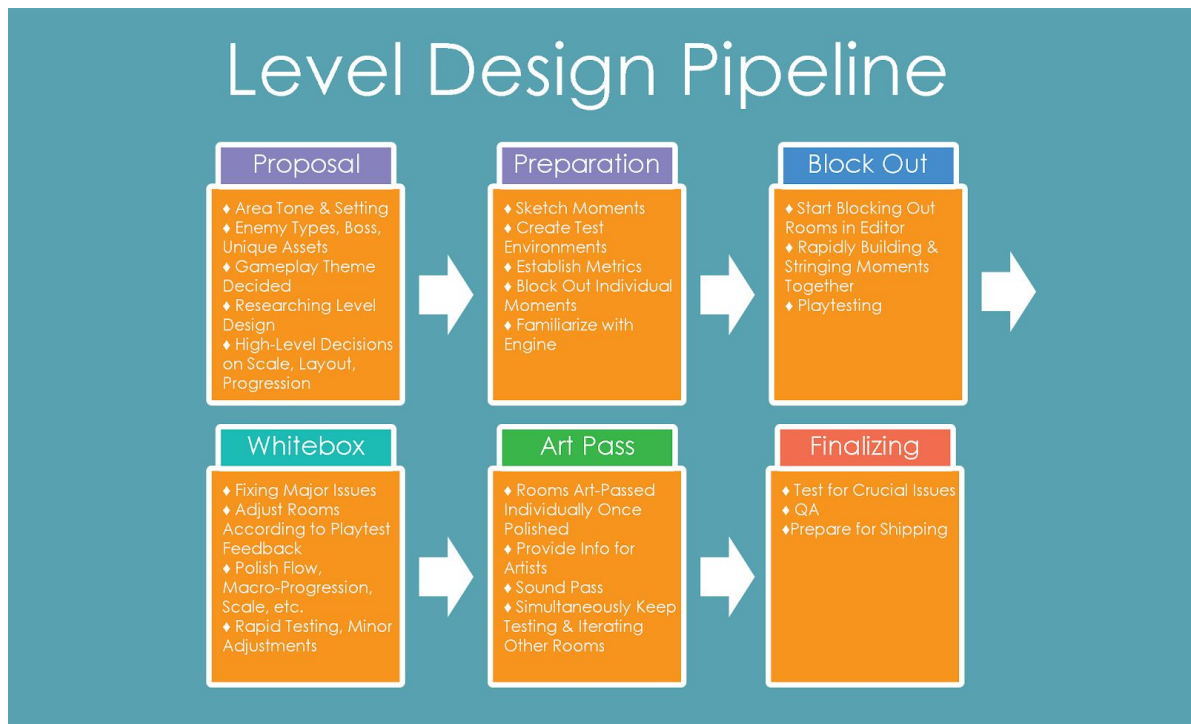 Level Design Pipeline
Proposal
♦ Area Tone & Setting
♦ Enemy Types, Boss,
Unique Assets
♦ Gameplay Theme
Decided
♦ Researching Level
Design
♦ High-Level Decisions
on Scale, Layout,
Progression
Preparation
♦ Sketch Moments
♦ Create Test
Environments
♦ Establish Metrics
♦ Block Out Individual
Moments
♦ Familiarize with
Engine
Block Out
♦ Start Blocking Out
Rooms in Editor
♦ Rapidly Building &
Stringing Moments
Together
♦ Playtesting
Whitebox
♦ Fixing Major Issues
♦ Adjust Rooms
According to Playtest
Feedback
♦ Polish Flow,
Macro-Progression,
Scale, etc.
♦ Rapid Testing, Minor
Adjustments
Art Pass
♦ Rooms Art-Passed
Individually Once
Polished
♦ Provide Info for
Artists
♦ Sound Pass
♦ Simultaneously Keep
Testing & Iterating
Other Rooms
Finalizing
♦ Test for Crucial Issues
♦ QA
♦Prepare for Shipping